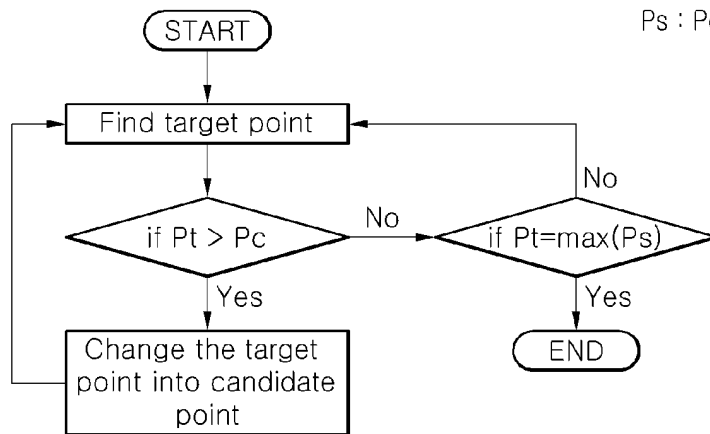 START
Ps :
Find target point
No
if Pt > Pc
No
if Pt=max(Ps)
Yes
Yes
Change the target
point into candidate
point
END